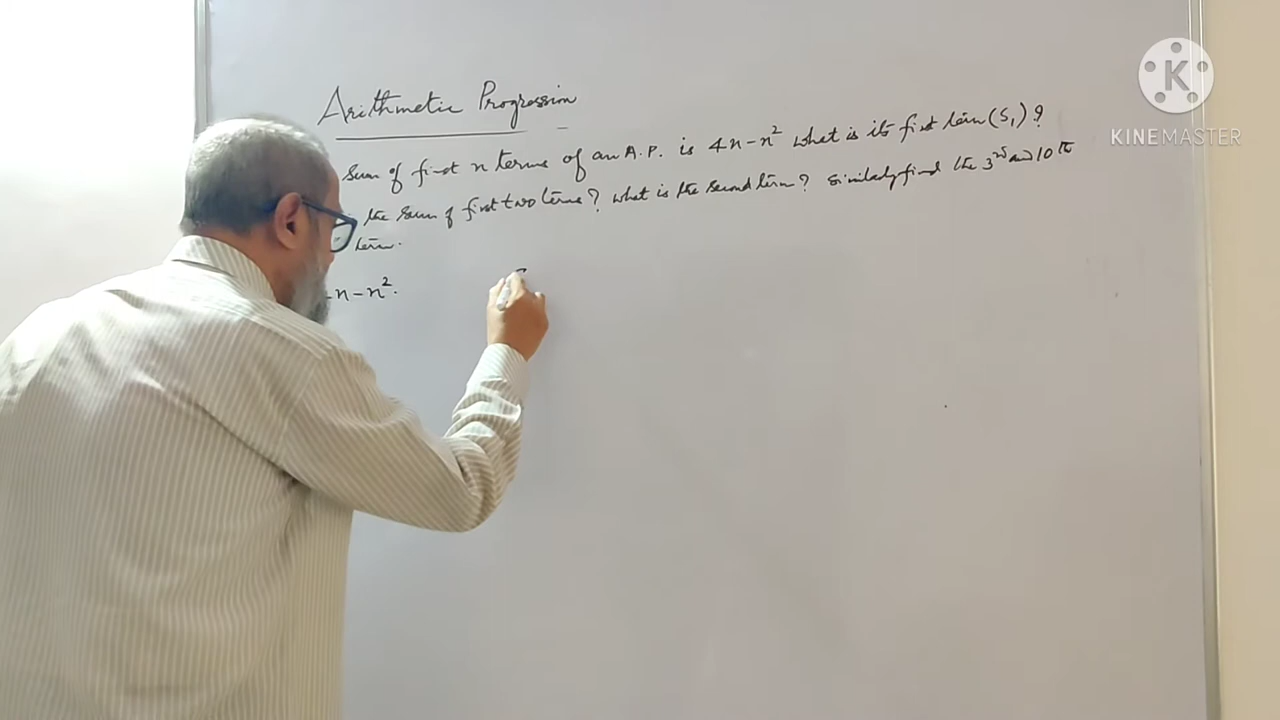 Arithmetic Progression
Sum of first n terms of an A.P. is 4n-n² what is its first term (S₁)?
the sum of first two terms? what is the second term? Similarly find the 3rd and 10th
term.
n-n².
K
KINEMASTER